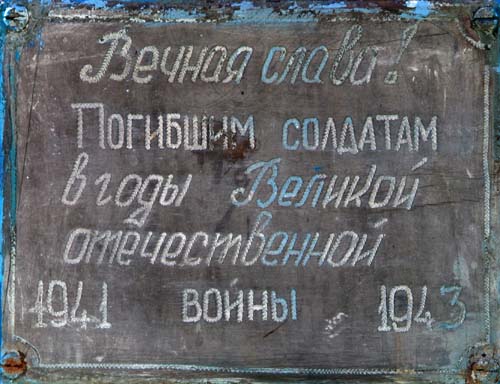 Вечная слава!
Погибшим солдатам
в годы Великой
отечественной
1941 войны 1943